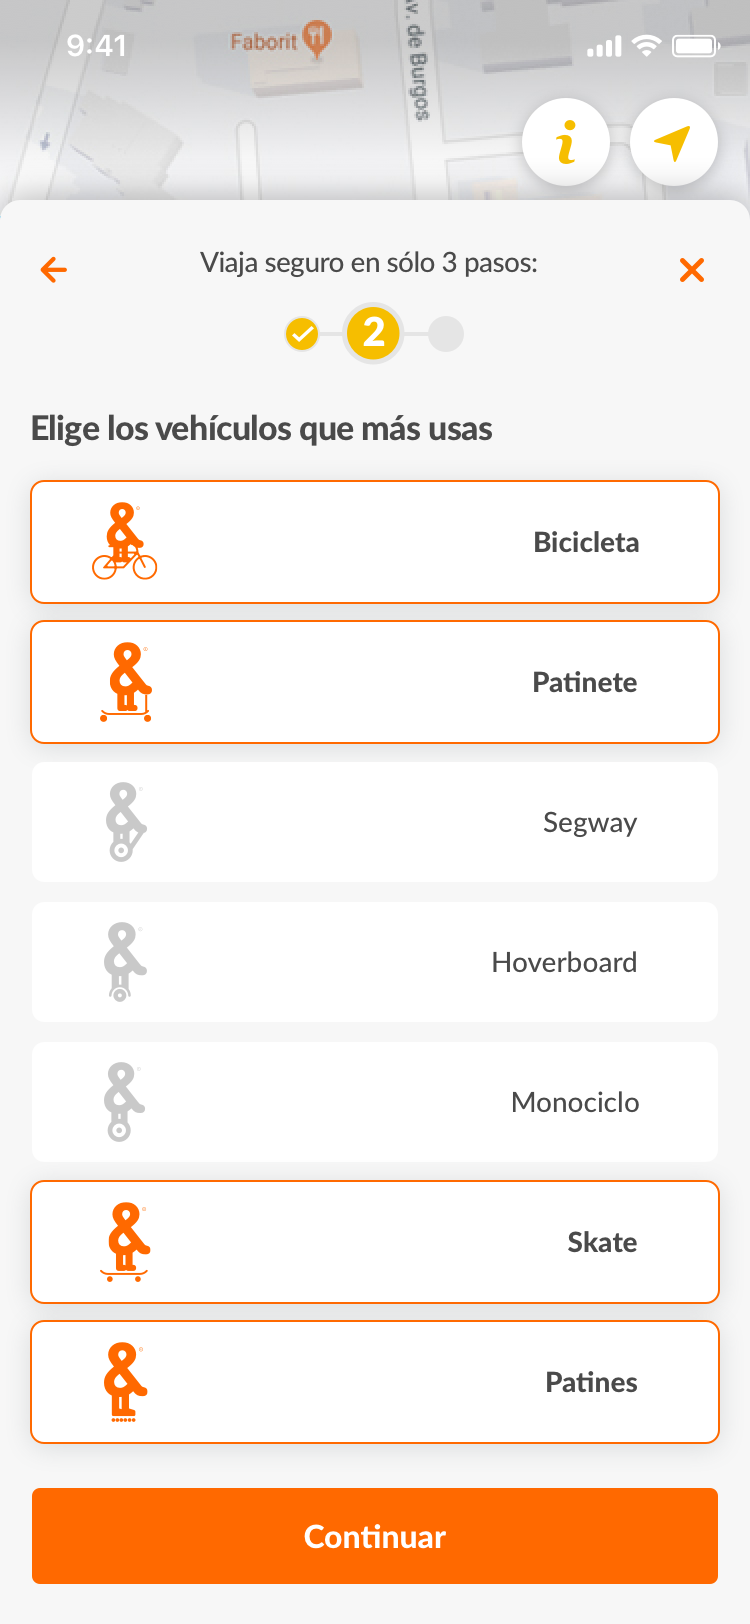 9:41
Faborit
Av. de Burgos
Viaja seguro en sólo 3 pasos:
2
Elige los vehículos que más usas
Bicicleta
Patinete
Segway
Hoverboard
Monociclo
Skate
Patines
Continuar